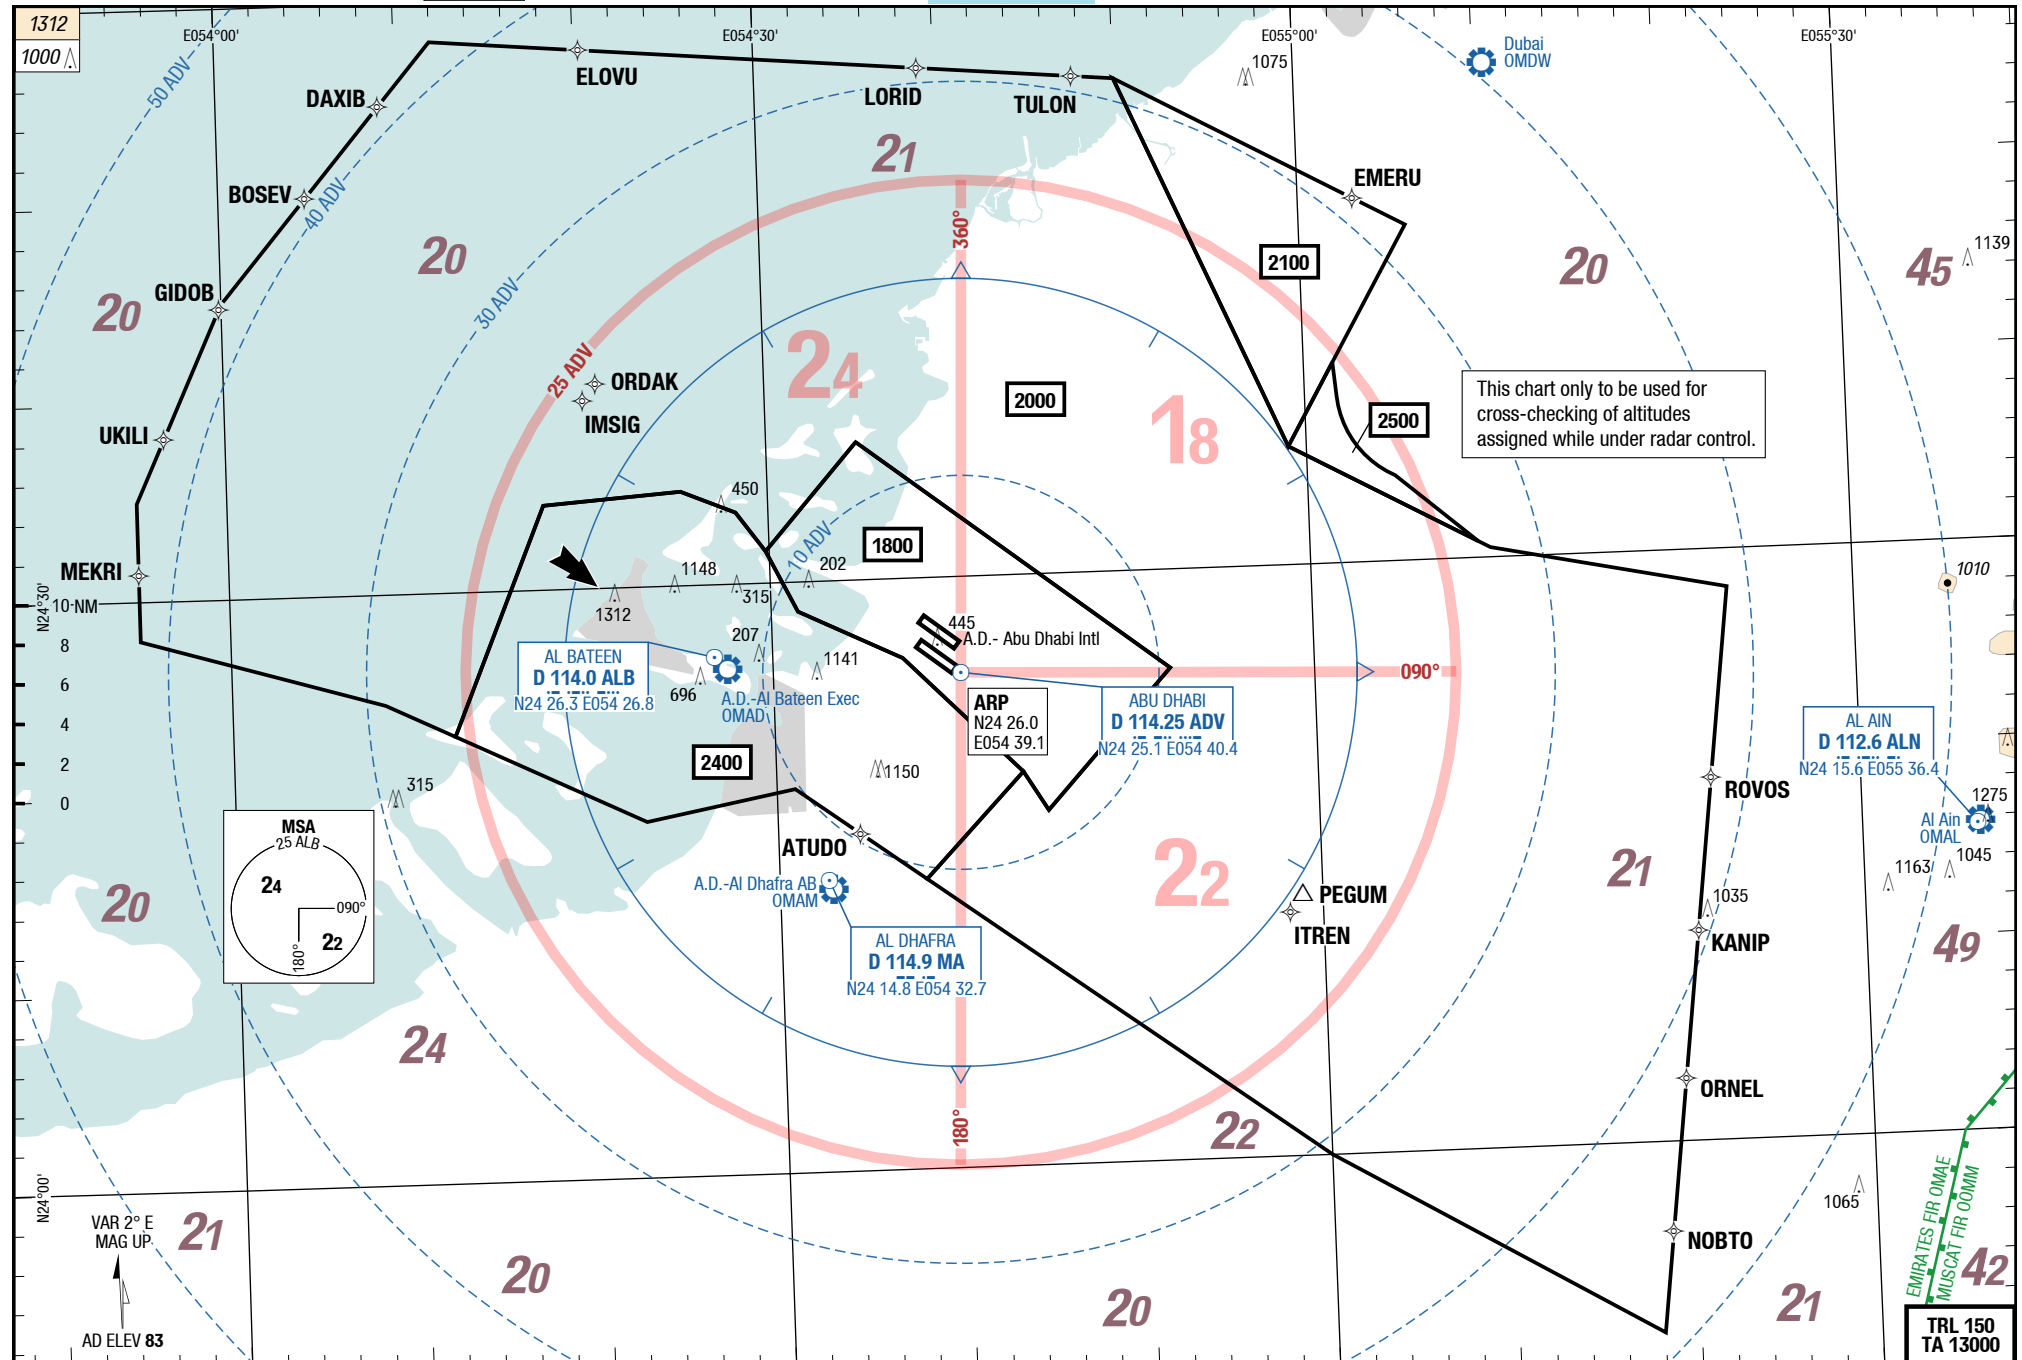 1312
1000
E054°00'
E054°30'
E055°00'
E055°30'
50 ADV
DAXIB
ELOVU
LORID
TULON
1075
Dubai
OMDW
21
BOSEV
40 ADV
EMERU
360°
20
20
2100
20
45
1139
GIDOB
30 ADV
25 ADV
ORDAK
IMSIG
24
2000
18
2500
This chart only to be used for
cross-checking of altitudes
assigned while under radar control.
UKILI
450
10 ADV
1800
MEKRI
N24°30'
10 NM
8
6
4
2
0
1148
315
202
1312
1010
445
A.D.- Abu Dhabi Intl
207
1141
696
AL BATEEN
D 114.0 ALB
N24 26.3 E054 26.8
A.D.-Al Bateen Exec
OMAD
090°
ARP
N24 26.0
E054 39.1
ABU DHABI
D 114.25 ADV
N24 25.1 E054 40.4
AL AIN
D 112.6 ALN
N24 15.6 E055 36.4
2400
1150
315
ROVOS
1275
Al Ain
OMAL
MSA
25 ALB
24
090°
180°
22
ATUDO
A.D.-Al Dhafra AB
OMAM
22
PEGUM
ITREN
21
1163
1045
1035
KANIP
20
AL DHAFRA
D 114.9 MA
N24 14.8 E054 32.7
49
24
ORNEL
180°
22
N24°00'
1065
VAR 2° E
MAG UP
21
NOBTO
20
20
21
EMIRATES FIR OMAE
MUSCAT FIR OOMM
42
AD ELEV 83
TRL 150
TA 13000